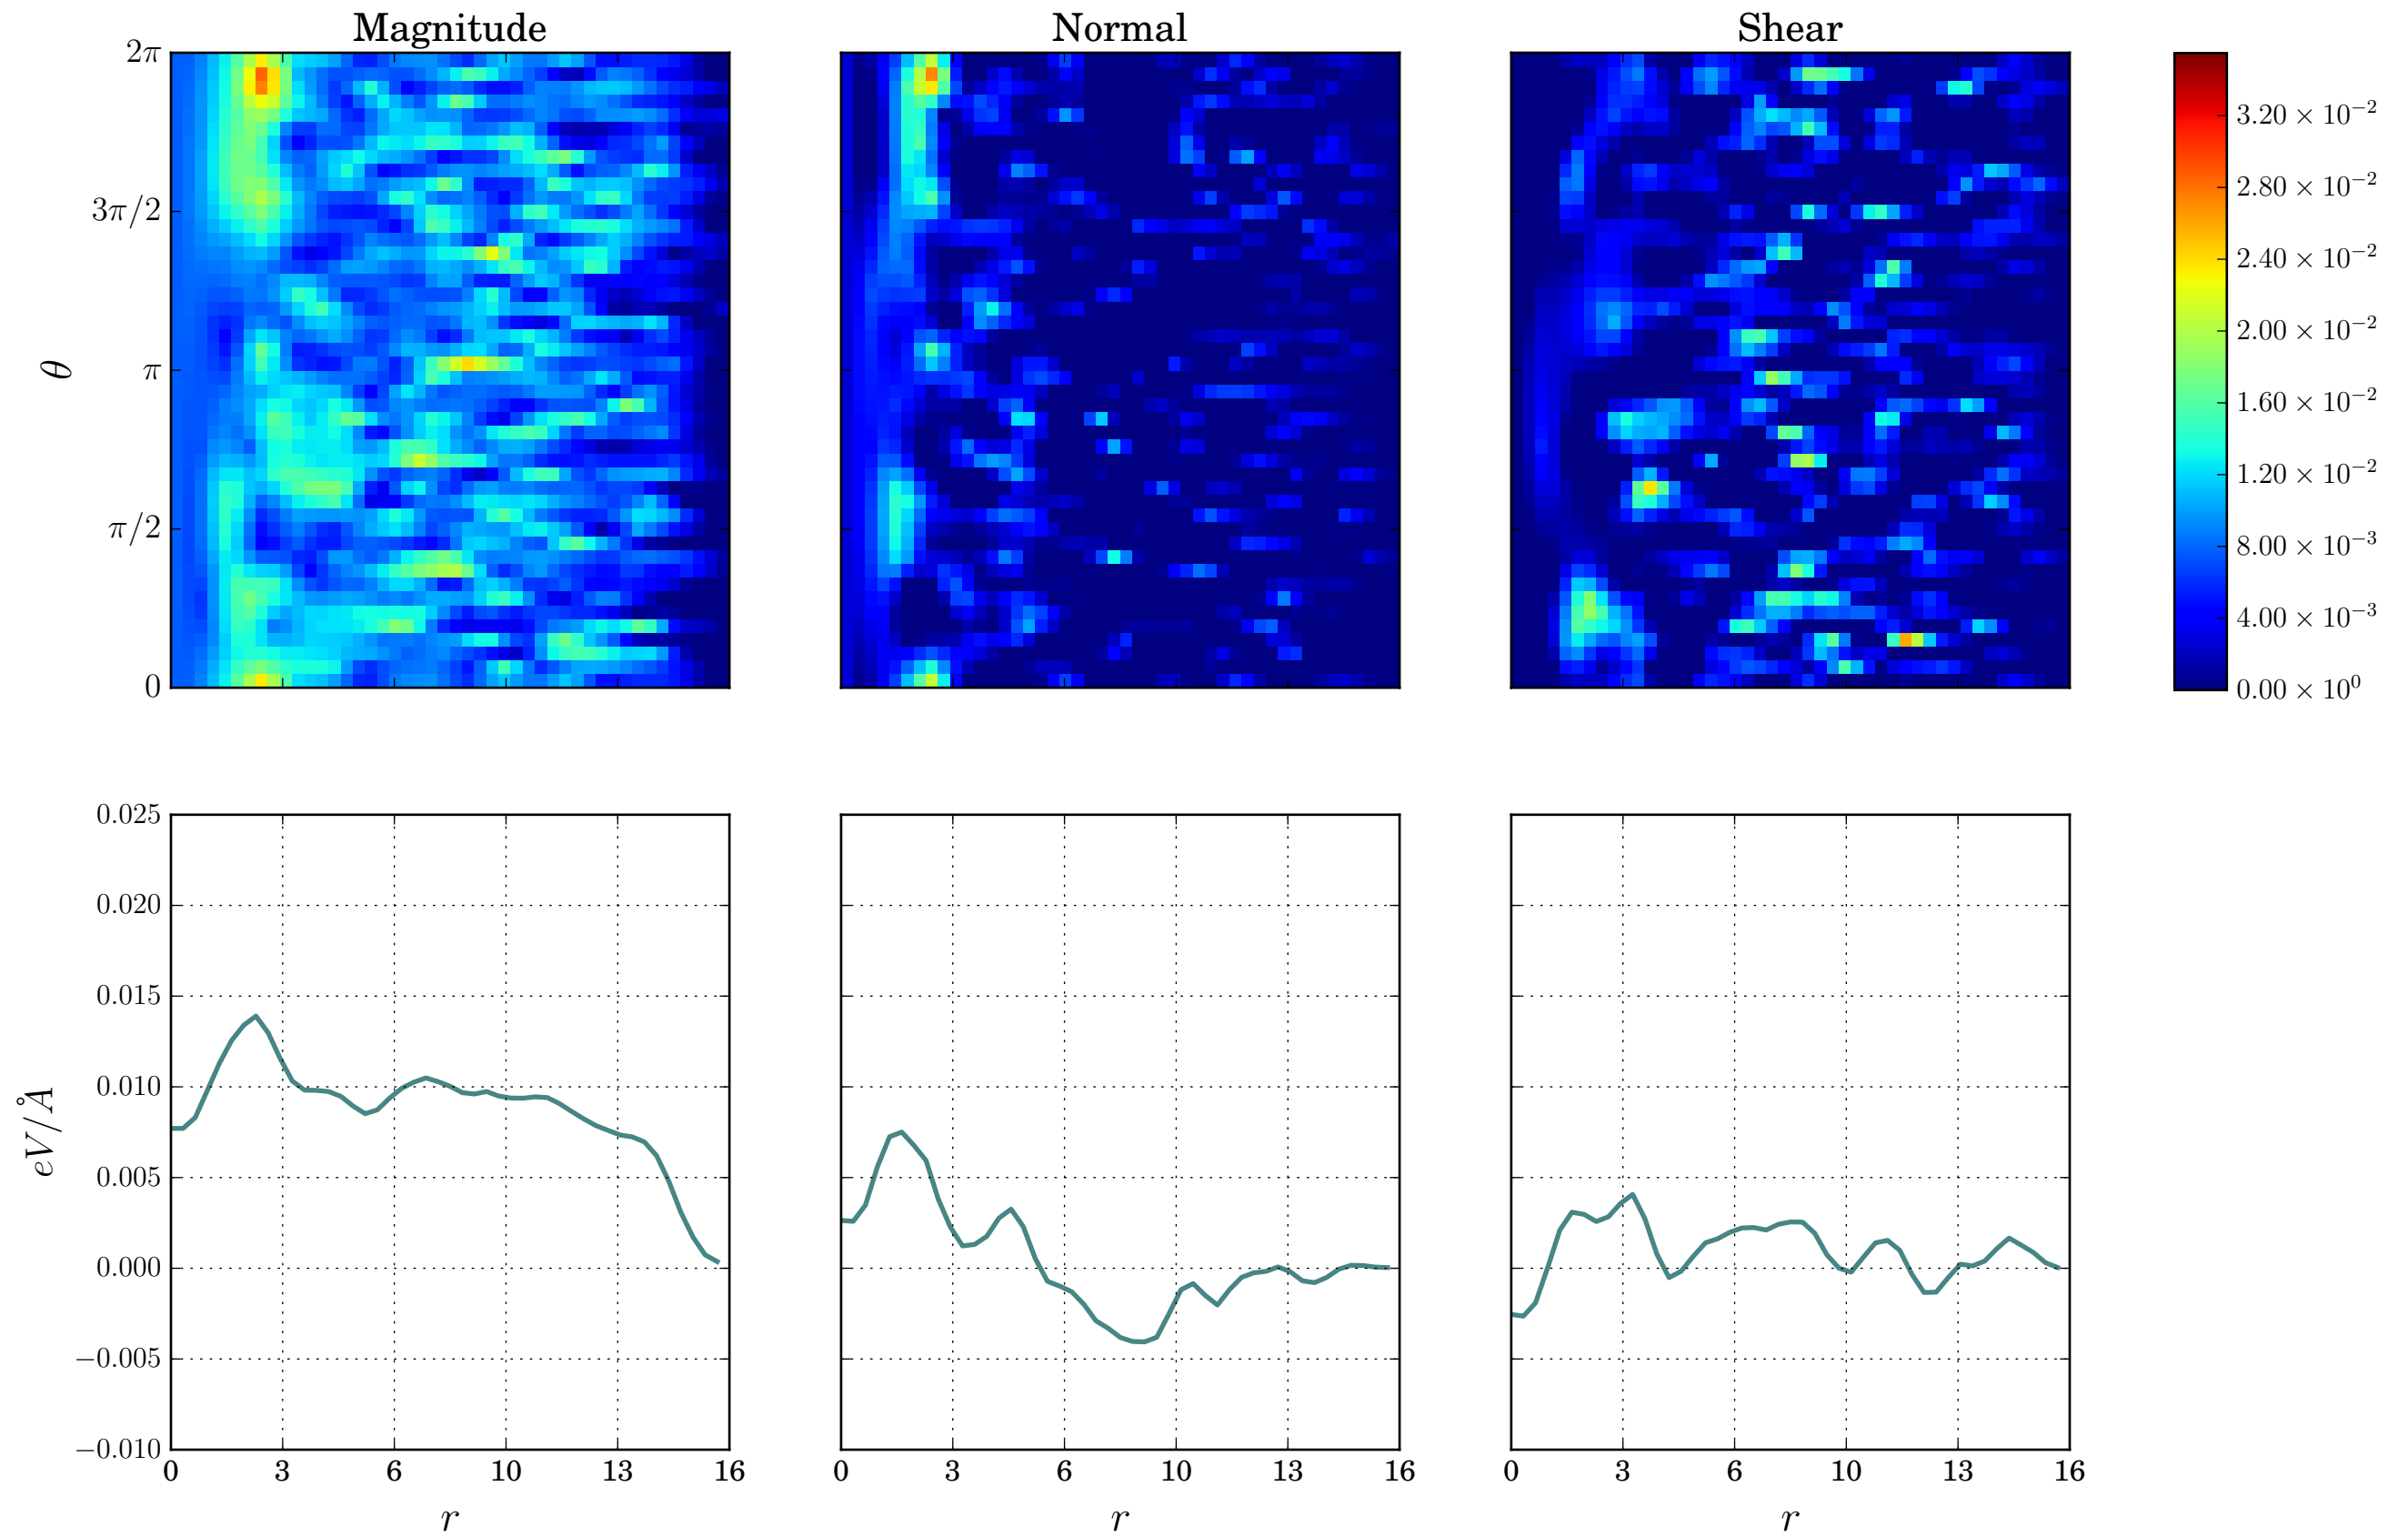 Magnitude
Normal
Shear
2π
3π/2
π
π/2
0
θ
3.20 × 10⁻²
2.80 × 10⁻²
2.40 × 10⁻²
2.00 × 10⁻²
1.60 × 10⁻²
1.20 × 10⁻²
8.00 × 10⁻³
4.00 × 10⁻³
0.00 × 10⁰
0.025
0.020
0.015
0.010
0.005
0.000
−0.005
−0.010
eV/Å
0 3 6 10 13 16
0 3 6 10 13 16
0 3 6 10 13 16
r
r
r